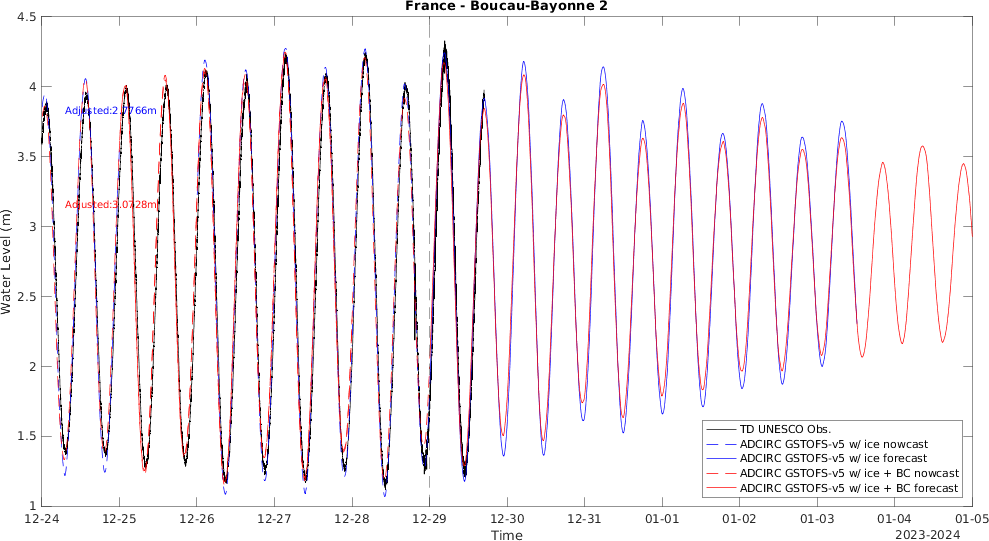 France - Boucau-Bayonne 2
Water Level (m)
4.5
4
3.5
3
2.5
2
1.5
1
Adjusted:2.7766m
Adjusted:3.0728m
TD UNESCO Obs.
ADCIRC GSTOFS-v5 w/ ice nowcast
ADCIRC GSTOFS-v5 w/ ice forecast
ADCIRC GSTOFS-v5 w/ ice + BC nowcast
ADCIRC GSTOFS-v5 w/ ice + BC forecast
12-24 12-25 12-26 12-27 12-28 12-29 12-30 12-31 01-01 01-02 01-03 01-04 01-05
Time
2023-2024